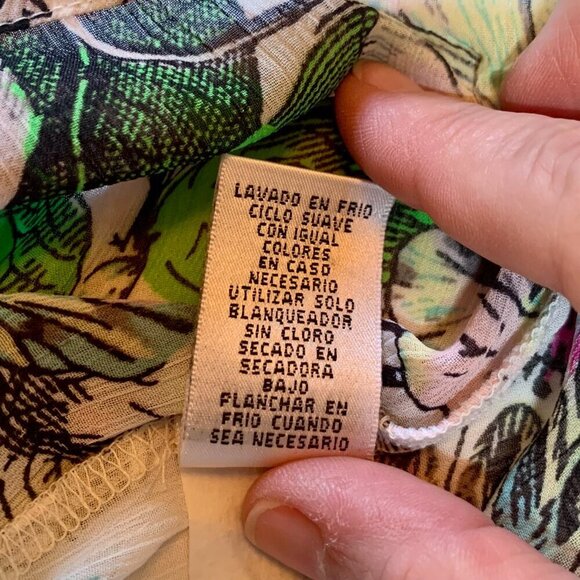 LAVADO EN FRIO
CICLO SUAVE
CON IGUAL
COLORES
EN CASO
NECESARIO
UTILIZAR SOLO
BLANQUEADOR
SIN CLORO
SECADO EN
SECADORA
BAJO
FLANCHAR EN
FRIO CUANDO
SEA NECESARIO